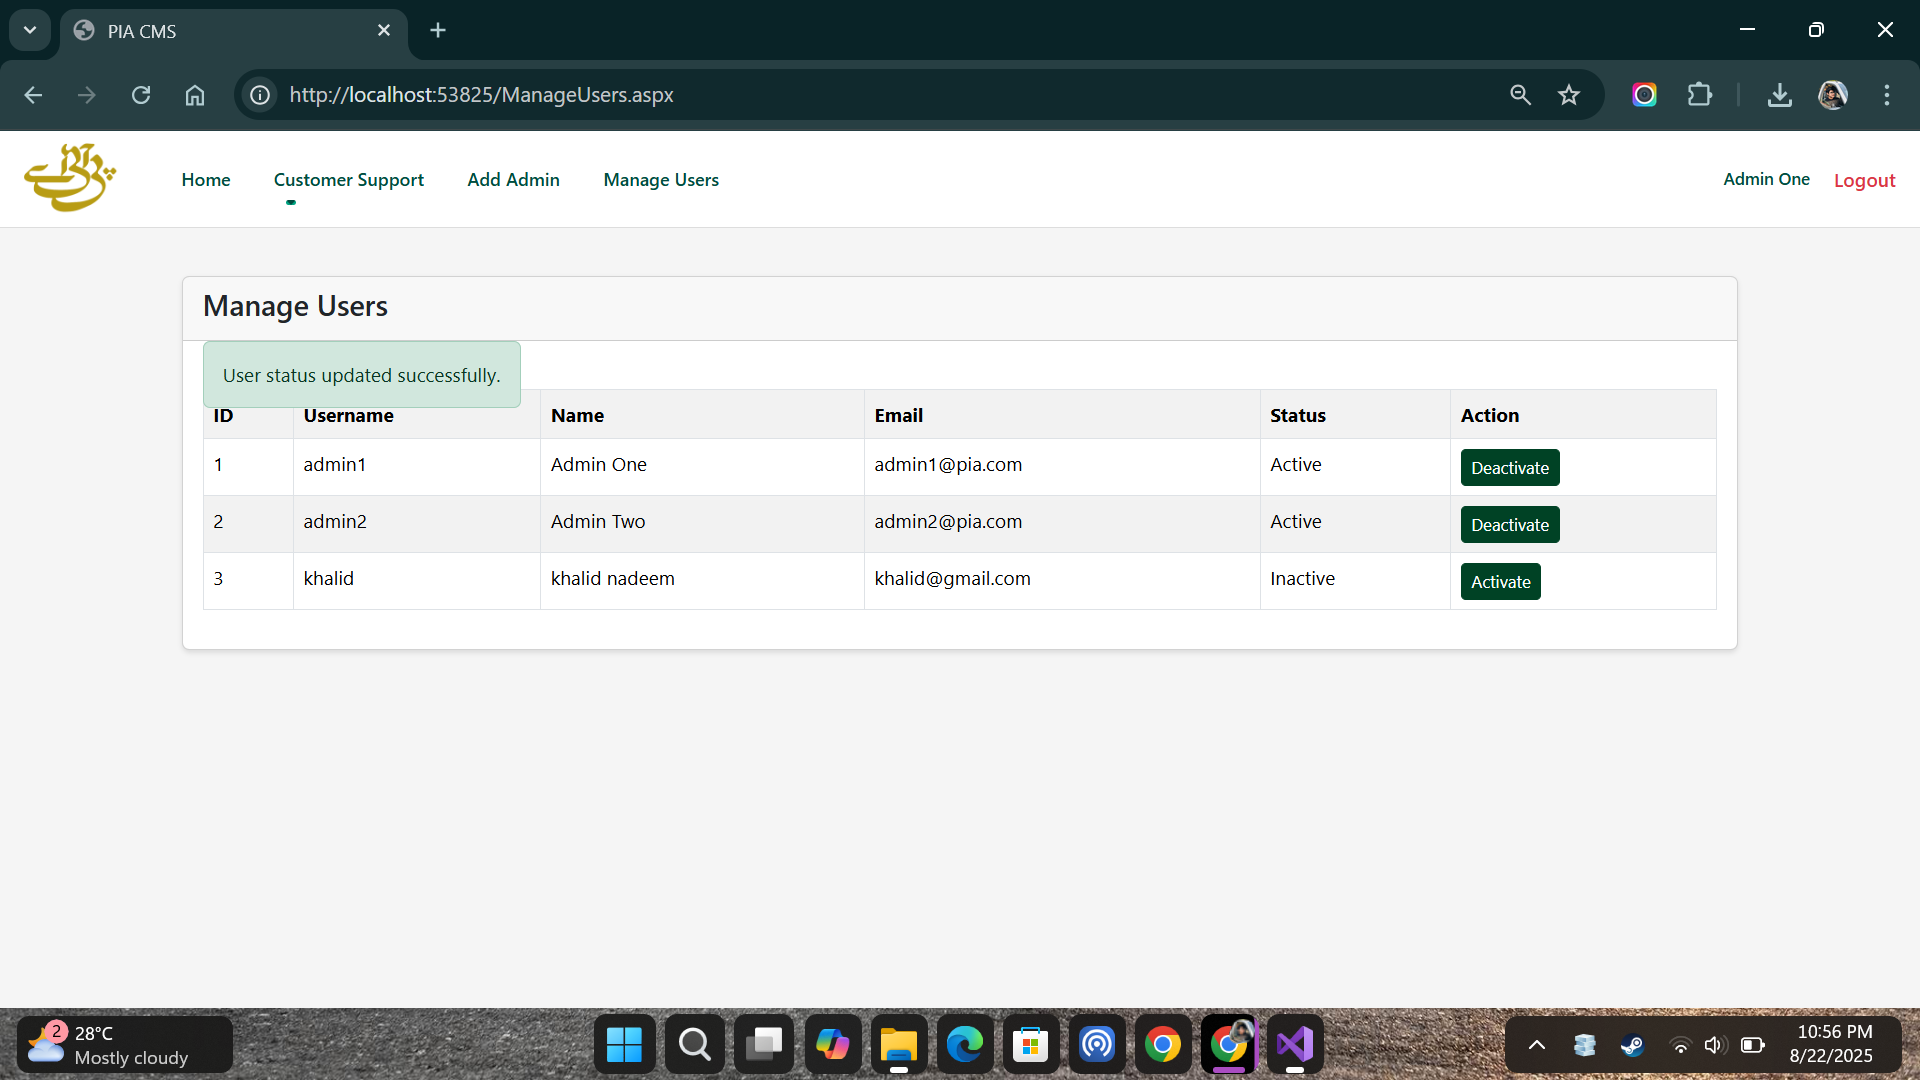 PIA CMS
http://localhost:53825/ManageUsers.aspx
پی آئی اے
Home Customer Support Add Admin Manage Users Admin One Logout
Manage Users
User status updated successfully.
ID Username Name Email Status Action
1 admin1 Admin One admin1@pia.com Active Deactivate
2 admin2 Admin Two admin2@pia.com Active Deactivate
3 khalid khalid nadeem khalid@gmail.com Inactive Activate
2 28°C
Mostly cloudy
10:56 PM
8/22/2025